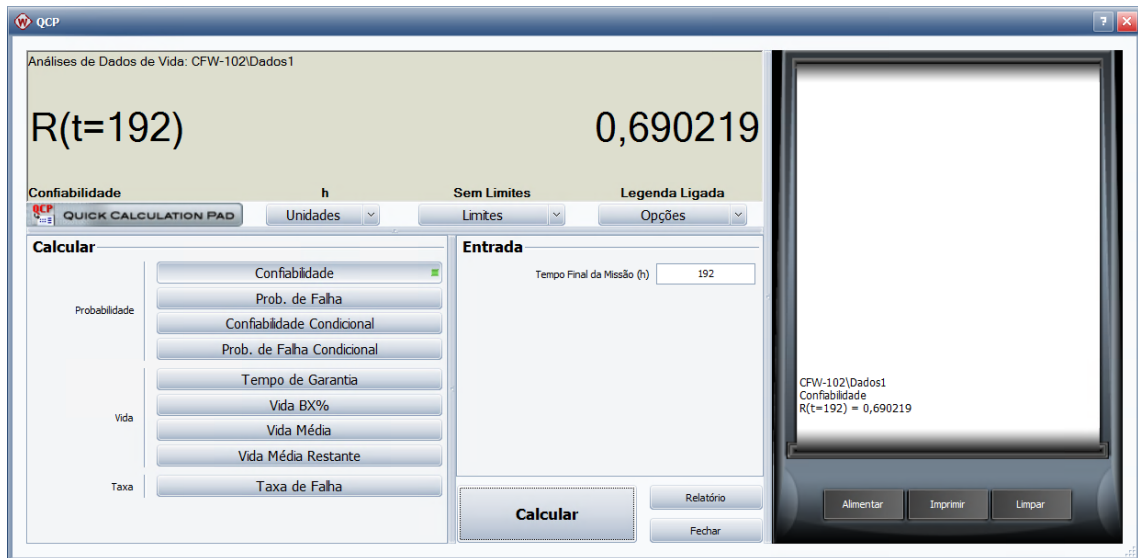 QCP
Análises de Dados de Vida: CFW-102\Dados1
R(t=192) 0,690219
Confiabilidade h Sem Limites Legenda Ligada
QCP QUICK CALCULATION PAD Unidades Limites Opções
Calcular
Probabilidade
Confiabilidade
Prob. de Falha
Confiabilidade Condicional
Prob. de Falha Condicional
Vida
Tempo de Garantia
Vida BX%
Vida Média
Vida Média Restante
Taxa
Taxa de Falha
Entrada
Tempo Final da Missão (h) 192
Calcular
Relatório
Fechar
CFW-102\Dados1
Confiabilidade
R(t=192) = 0,690219
Alimentar Imprimir Limpar